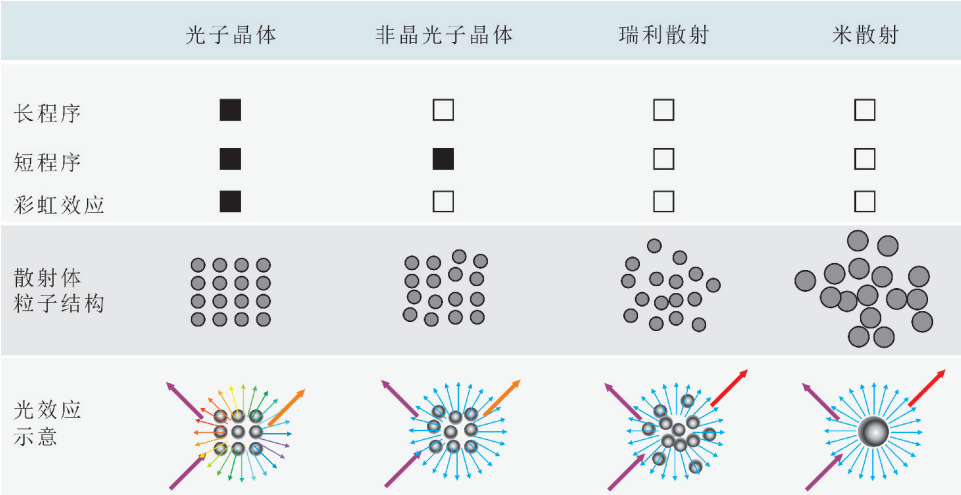 光子晶体 非晶光子晶体 瑞利散射 米散射
长程序
短程序
彩虹效应
散射体
粒子结构
光效应
示意